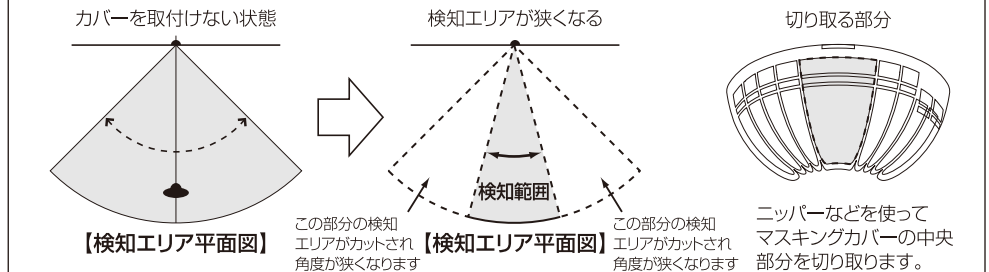 カバーを取付けない状態
【検知エリア平面図】
検知エリアが狭くなる
検知範囲
この部分の検知
エリアがカットされ
角度が狭くなります
【検知エリア平面図】
この部分の検知
エリアがカットされ
角度が狭くなります
切り取る部分
ニッパーなどを使って
マスキングカバーの中央
部分を切り取ります。